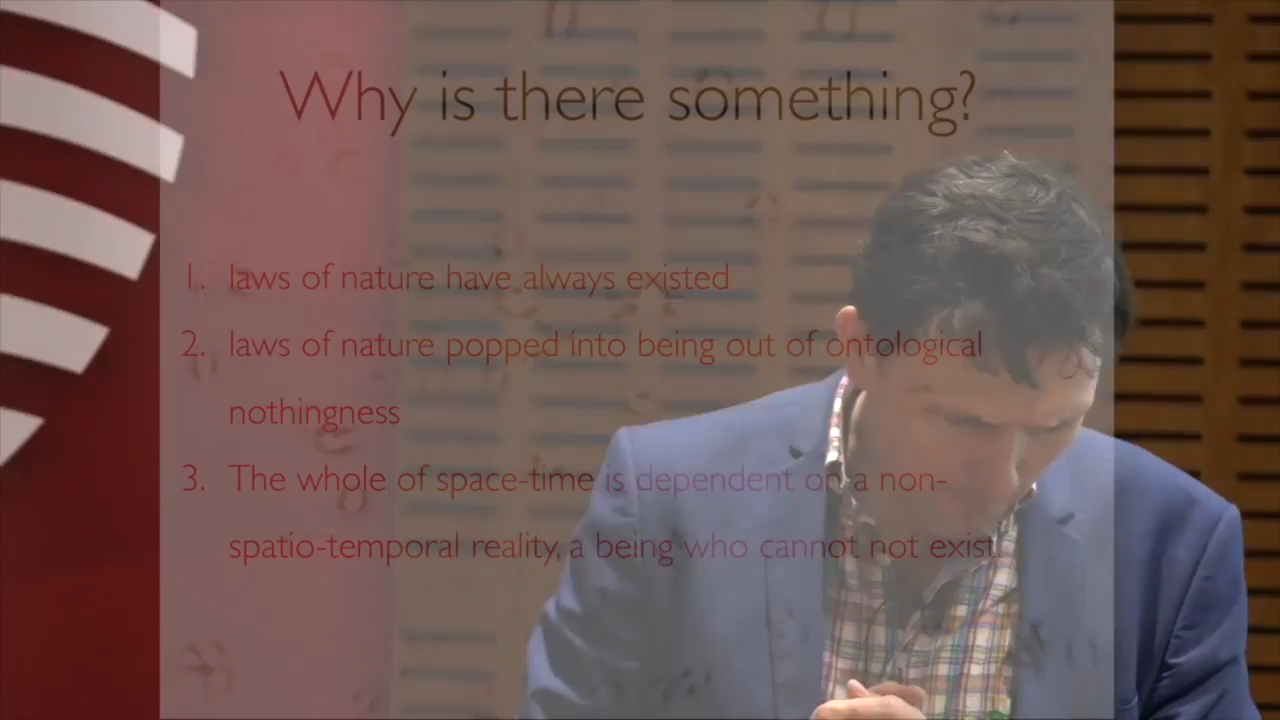 Why is there something?
1. laws of nature have always existed
2. laws of nature popped into being out of ontological
nothingness
3. The whole of space-time is dependent on a non-
spatio-temporal reality, a being who cannot not exist